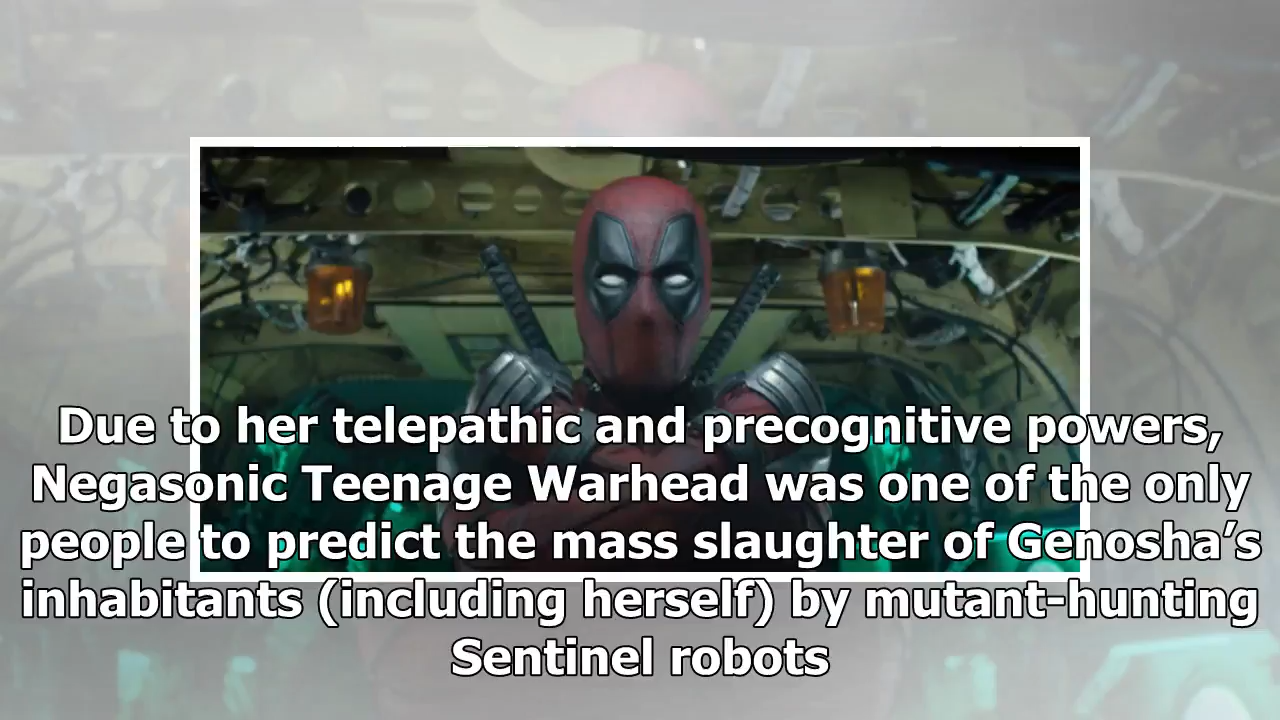 Due to her telepathic and precognitive powers,
Negasonic Teenage Warhead was one of the only
people to predict the mass slaughter of Genosha’s
inhabitants (including herself) by mutant-hunting
Sentinel robots